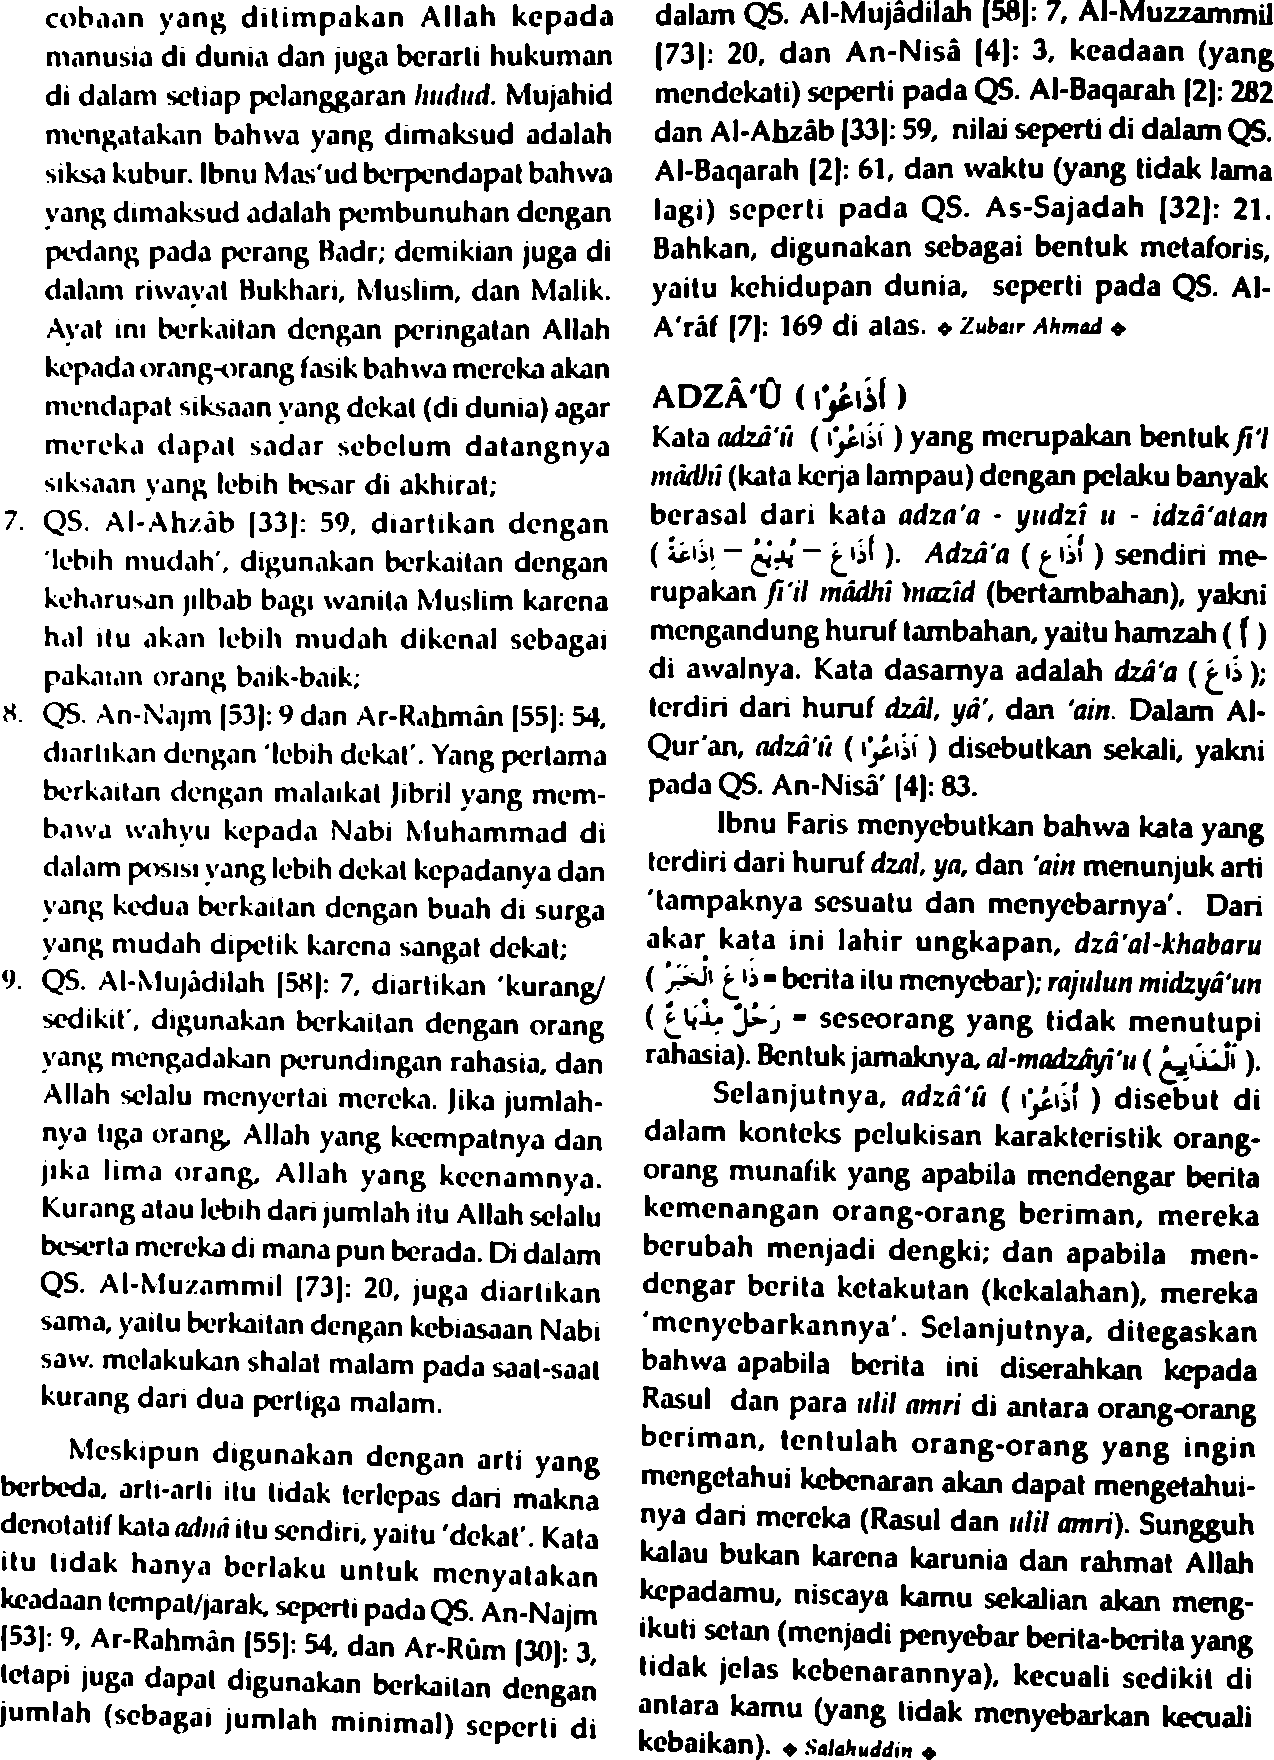 cobaan yang ditimpakan Allah kepada
manusia di dunia dan juga berarti hukuman
di dalam setiap pelanggaran hudud. Mujahid
mengatakan bahwa yang dimaksud adalah
siksa kubur. Ibnu Mas'ud berpendapat bahwa
yang dimaksud adalah pembunuhan dengan
pedang pada perang Badr; demikian juga di
dalam riwayat Bukhari, Muslim, dan Malik.
Ayat ini berkaitan dengan peringatan Allah
kepada orang-orang fasik bahwa mereka akan
mendapat siksaan yang dekat (di dunia) agar
mereka dapat sadar sebelum datangnya
siksaan yang lebih besar di akhirat;
7. QS. Al-Ahzâb [33]: 59, diartikan dengan
'lebih mudah', digunakan berkaitan dengan
keharusan jilbab bagi wanita Muslim karena
hal itu akan lebih mudah dikenal sebagai
pakaian orang baik-baik;
8. QS. An-Najm [53]: 9 dan Ar-Rahmân [55]: 54,
diartikan dengan 'lebih dekat'. Yang pertama
berkaitan dengan malaikat Jibril yang mem-
bawa wahyu kepada Nabi Muhammad di
dalam posisi yang lebih dekat kepadanya dan
yang kedua berkaitan dengan buah di surga
yang mudah dipetik karena sangat dekat;
9. QS. Al-Mujâdilah [58]: 7, diartikan 'kurang/
sedikit', digunakan berkaitan dengan orang
yang mengadakan perundingan rahasia, dan
Allah selalu menyertai mereka. Jika jumlah-
nya tiga orang, Allah yang keempatnya dan
jika lima orang, Allah yang keenamnya.
Kurang atau lebih dari jumlah itu Allah selalu
beserta mereka di mana pun berada. Di dalam
QS. Al-Muzammil [73]: 20, juga diartikan
sama, yaitu berkaitan dengan kebiasaan Nabi
saw. melakukan shalat malam pada saat-saat
kurang dari dua pertiga malam.
Meskipun digunakan dengan arti yang
berbeda, arti-arti itu tidak terlepas dari makna
denotatif kata adnâ itu sendiri, yaitu 'dekat'. Kata
itu tidak hanya berlaku untuk menyatakan
keadaan tempat/jarak, seperti pada QS. An-Najm
[53]: 9, Ar-Rahmân [55]: 54, dan Ar-Rûm [30]: 3,
tetapi juga dapat digunakan berkaitan dengan
jumlah (sebagai jumlah minimal) seperti di
dalam QS. Al-Mujâdilah [58]: 7, Al-Muzzammil
[73]: 20, dan An-Nisâ [4]: 3, keadaan (yang
mendekati) seperti pada QS. Al-Baqarah [2]: 282
dan Al-Ahzâb [33]: 59, nilai seperti di dalam QS.
Al-Baqarah [2]: 61, dan waktu (yang tidak lama
lagi) seperti pada QS. As-Sajadah [32]: 21.
Bahkan, digunakan sebagai bentuk metaforis,
yaitu kehidupan dunia, seperti pada QS. Al-
A'râf [7]: 169 di atas. ♦ Zubair Ahmad ♦
ADZÂ'Û ( أَذَاعُوْا )
Kata adzâ'û ( أَذَاعُوْا ) yang merupakan bentuk fi'l
mâdhî (kata kerja lampau) dengan pelaku banyak
berasal dari kata adza'a - yudzî u - idzâ'atan
( أَذَاعَ – يُذِيْعُ – إِذَاعَةً ). Adzâ'a ( أَذَاعَ ) sendiri me-
rupakan fi'il mâdhî mazîd (bertambahan), yakni
mengandung huruf tambahan, yaitu hamzah ( أ )
di awalnya. Kata dasarnya adalah dzâ'a ( ذَاعَ );
terdiri dari huruf dzâl, yâ', dan 'ain. Dalam Al-
Qur'an, adzâ'û ( أَذَاعُوْا ) disebutkan sekali, yakni
pada QS. An-Nisâ' [4]: 83.
Ibnu Faris menyebutkan bahwa kata yang
terdiri dari huruf dzal, ya, dan 'ain menunjuk arti
'tampaknya sesuatu dan menyebarnya'. Dari
akar kata ini lahir ungkapan, dzâ'al-khabaru
( ذَاعَ الْخَبَرُ = berita itu menyebar); rajulun midzyâ'un
( رَجُلٌ مِذْيَاعٌ = seseorang yang tidak menutupi
rahasia). Bentuk jamaknya, al-madzâyî'u ( اَلْمَذَايِيْعُ ).
Selanjutnya, adzâ'û ( أَذَاعُوْا ) disebut di
dalam konteks pelukisan karakteristik orang-
orang munafik yang apabila mendengar berita
kemenangan orang-orang beriman, mereka
berubah menjadi dengki; dan apabila men-
dengar berita ketakutan (kekalahan), mereka
'menyebarkannya'. Selanjutnya, ditegaskan
bahwa apabila berita ini diserahkan kepada
Rasul dan para ulil amri di antara orang-orang
beriman, tentulah orang-orang yang ingin
mengetahui kebenaran akan dapat mengetahui-
nya dari mereka (Rasul dan ulil amri). Sungguh
kalau bukan karena karunia dan rahmat Allah
kepadamu, niscaya kamu sekalian akan meng-
ikuti setan (menjadi penyebar berita-berita yang
tidak jelas kebenarannya), kecuali sedikit di
antara kamu (yang tidak menyebarkan kecuali
kebaikan). ♦ Salahuddin ♦